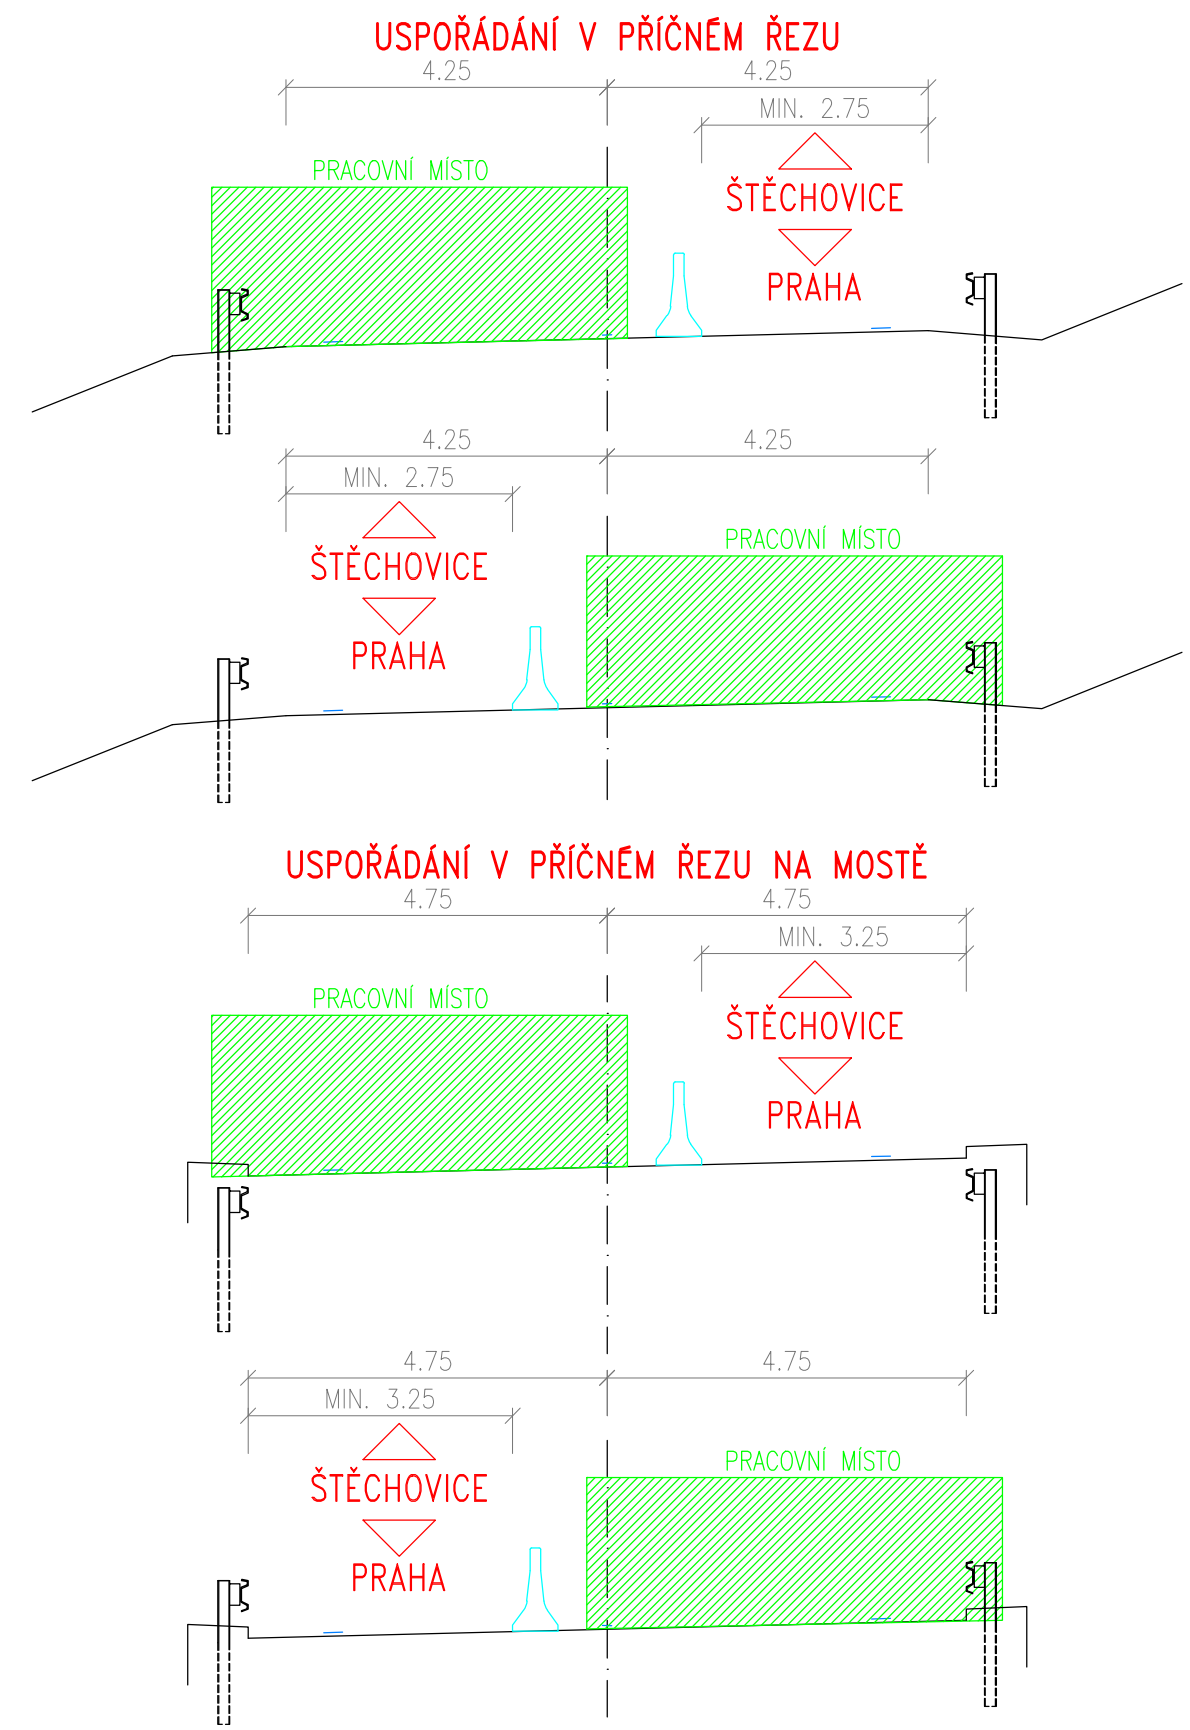 USPOŘÁDÁNÍ V PŘÍČNÉM ŘEZU
4.25 4.25
MIN. 2.75
PRACOVNÍ MÍSTO
ŠTĚCHOVICE
PRAHA
4.25 4.25
MIN. 2.75
ŠTĚCHOVICE
PRAHA
PRACOVNÍ MÍSTO
USPOŘÁDÁNÍ V PŘÍČNÉM ŘEZU NA MOSTĚ
4.75 4.75
MIN. 3.25
PRACOVNÍ MÍSTO
ŠTĚCHOVICE
PRAHA
4.75 4.75
MIN. 3.25
ŠTĚCHOVICE
PRAHA
PRACOVNÍ MÍSTO